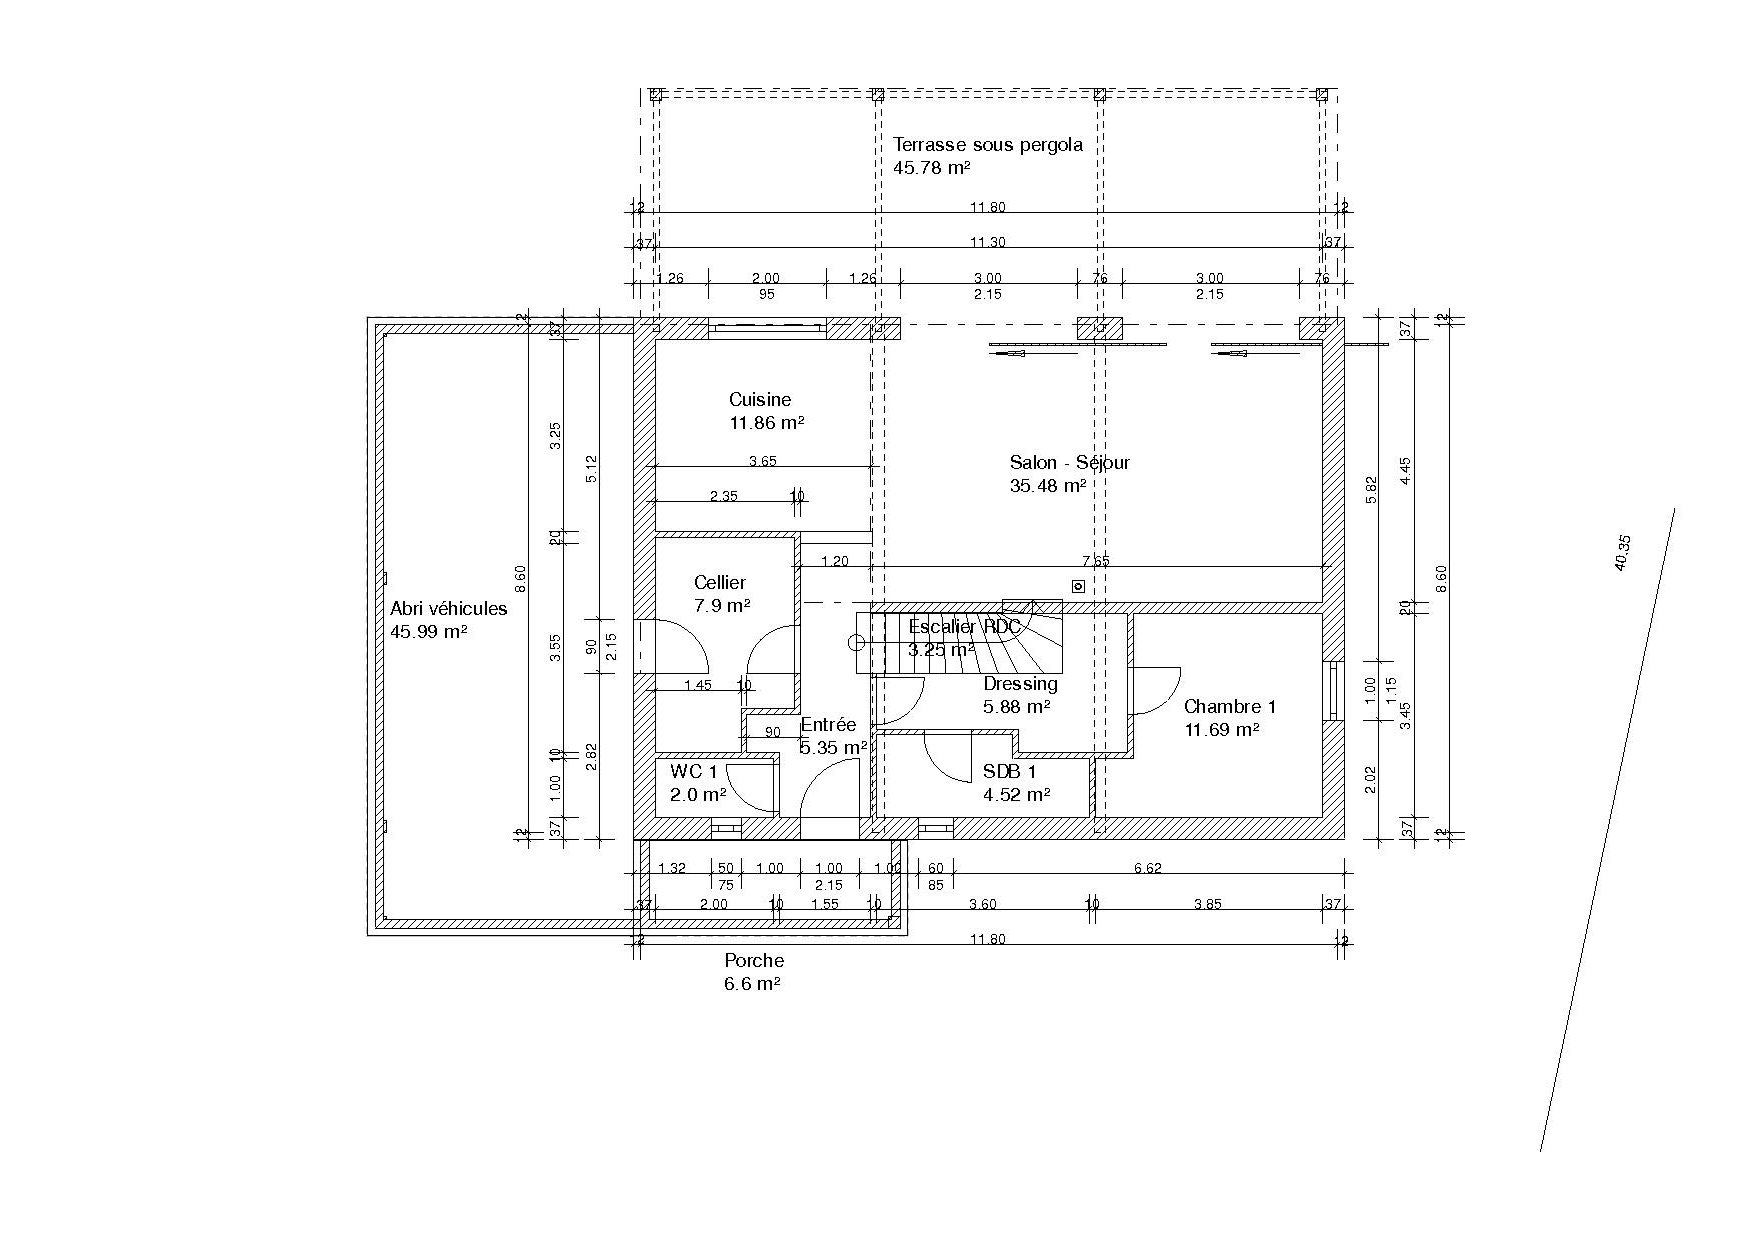 Terrasse sous pergola
45.78 m²
12 11.80 12
37 11.30 37
1.26 2.00 1.26 3.00 76 3.00 76
95 2.15 2.15
12 37 37 12
Cuisine
11.86 m²
3.25
5.12
3.65
2.35 10
Salon - Séjour
35.48 m²
4.45
5.82
40.35
20
1.20 7.65
8.60
8.60
Cellier
7.9 m²
Abri véhicules
45.99 m²
20
Escalier RDC
3.25 m²
3.55
90
2.15
1.45 10
Dressing
5.88 m²
1.00
1.15
3.45
Chambre 1
11.69 m²
Entrée
5.35 m²
90
10
2.82
WC 1
2.0 m²
SDB 1
4.52 m²
1.00
2.02
12 37 37 12
1.32 50 1.00 1.00 1.00 60 6.62
75 2.15 85
37 2.00 10 1.55 10 3.60 10 3.85 37
12 11.80 12
Porche
6.6 m²